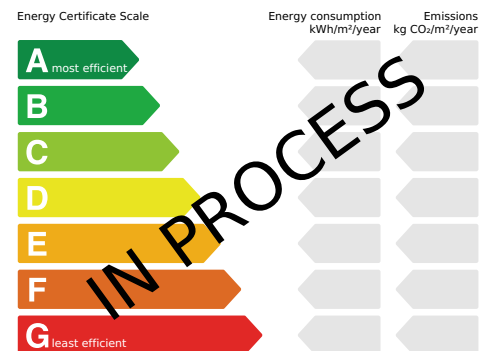 Energy Certificate Scale
Energy consumption
kWh/m²/year
Emissions
kg CO₂/m²/year
A most efficient
B
C
D
E
F
G least efficient
IN PROCESS